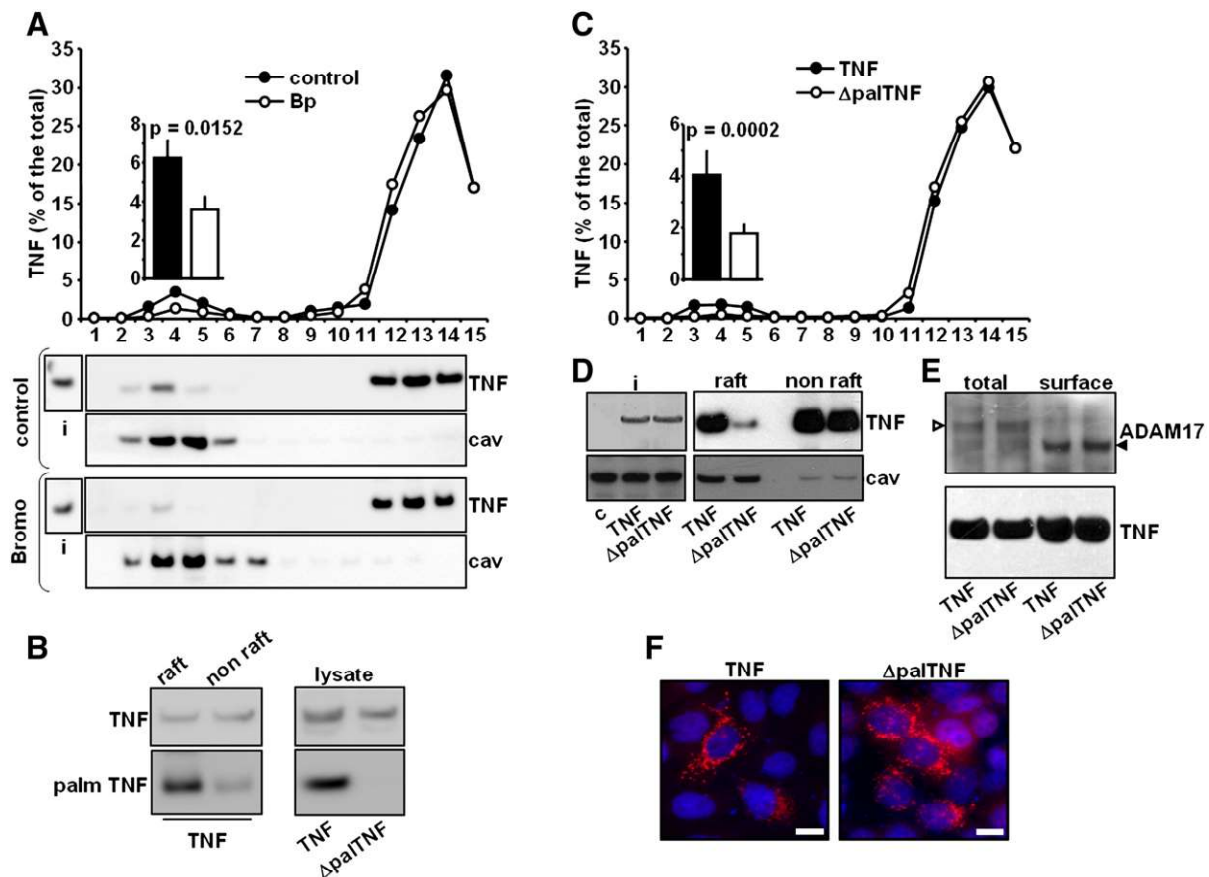 A
TNF (% of the total)
35
30
25
20
15
10
5
0
control
Bp
p = 0.0152
8
6
4
2
0
1 2 3 4 5 6 7 8 9 10 11 12 13 14 15
control
i
TNF
cav
Bromo
i
TNF
cav
B
raft non raft
lysate
TNF
palm TNF
TNF
TNF ΔpalTNF
C
TNF (% of the total)
35
30
25
20
15
10
5
0
TNF
ΔpalTNF
p = 0.0002
6
4
2
0
1 2 3 4 5 6 7 8 9 10 11 12 13 14 15
D
i raft non raft
TNF
cav
c TNF ΔpalTNF TNF ΔpalTNF TNF ΔpalTNF
E
total surface
ADAM17
TNF
TNF ΔpalTNF TNF ΔpalTNF
F
TNF ΔpalTNF